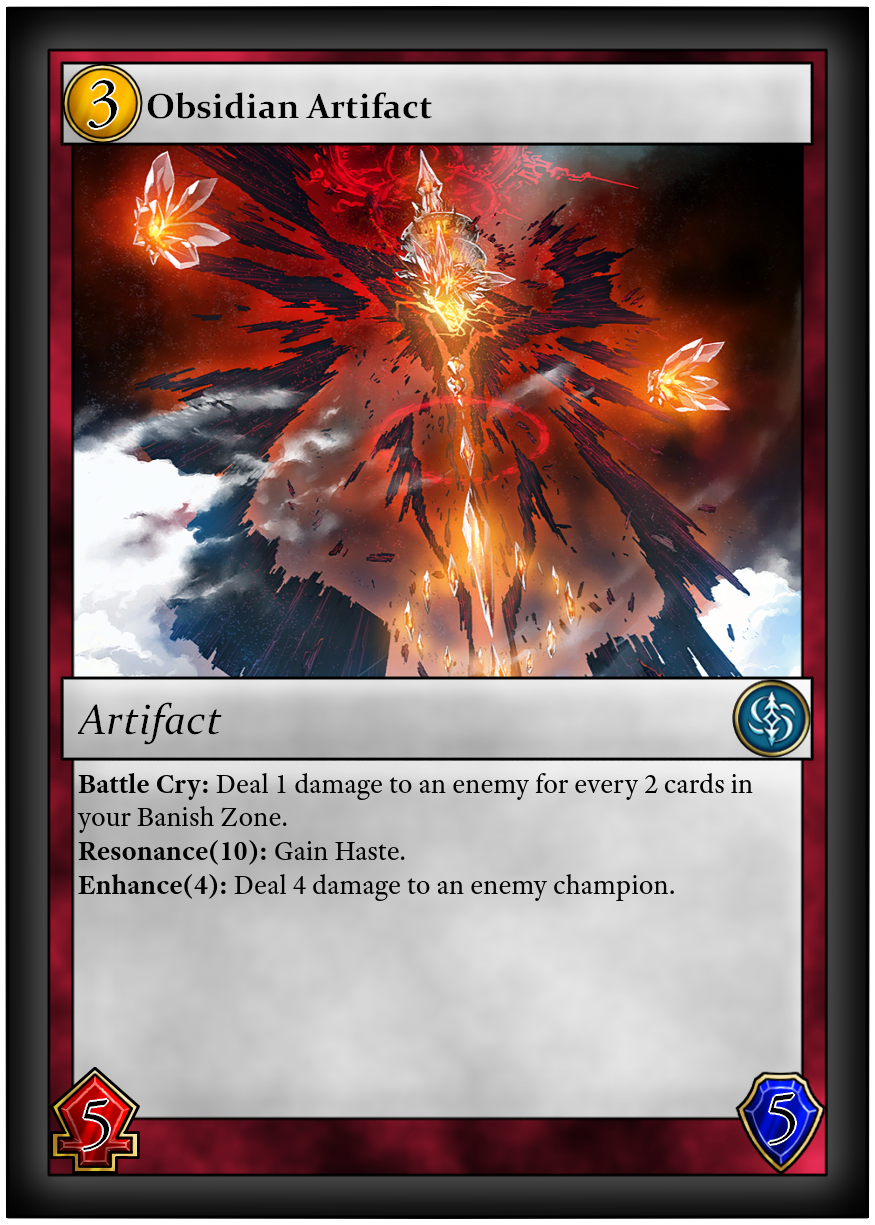 3 Obsidian Artifact
Artifact
Battle Cry: Deal 1 damage to an enemy for every 2 cards in
your Banish Zone.
Resonance(10): Gain Haste.
Enhance(4): Deal 4 damage to an enemy champion.
5 5